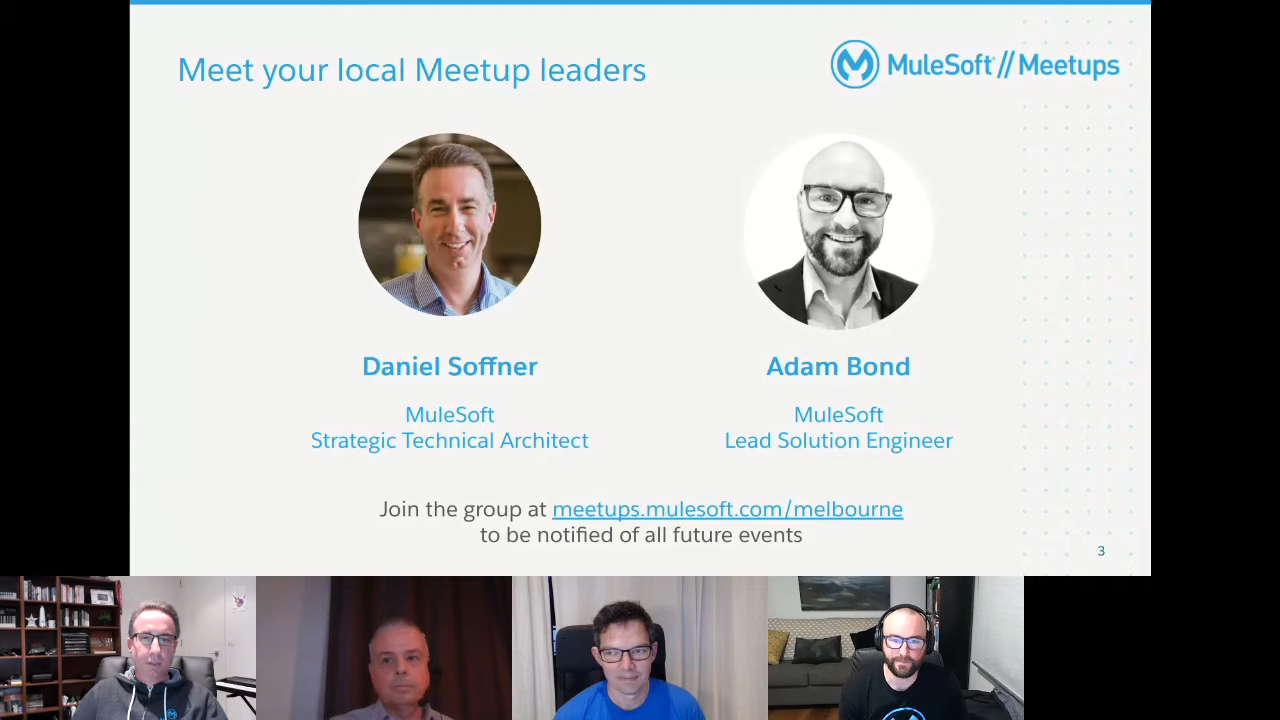 Meet your local Meetup leaders
MuleSoft // Meetups
Daniel Soffner
MuleSoft
Strategic Technical Architect
Adam Bond
MuleSoft
Lead Solution Engineer
Join the group at meetups.mulesoft.com/melbourne
to be notified of all future events
3